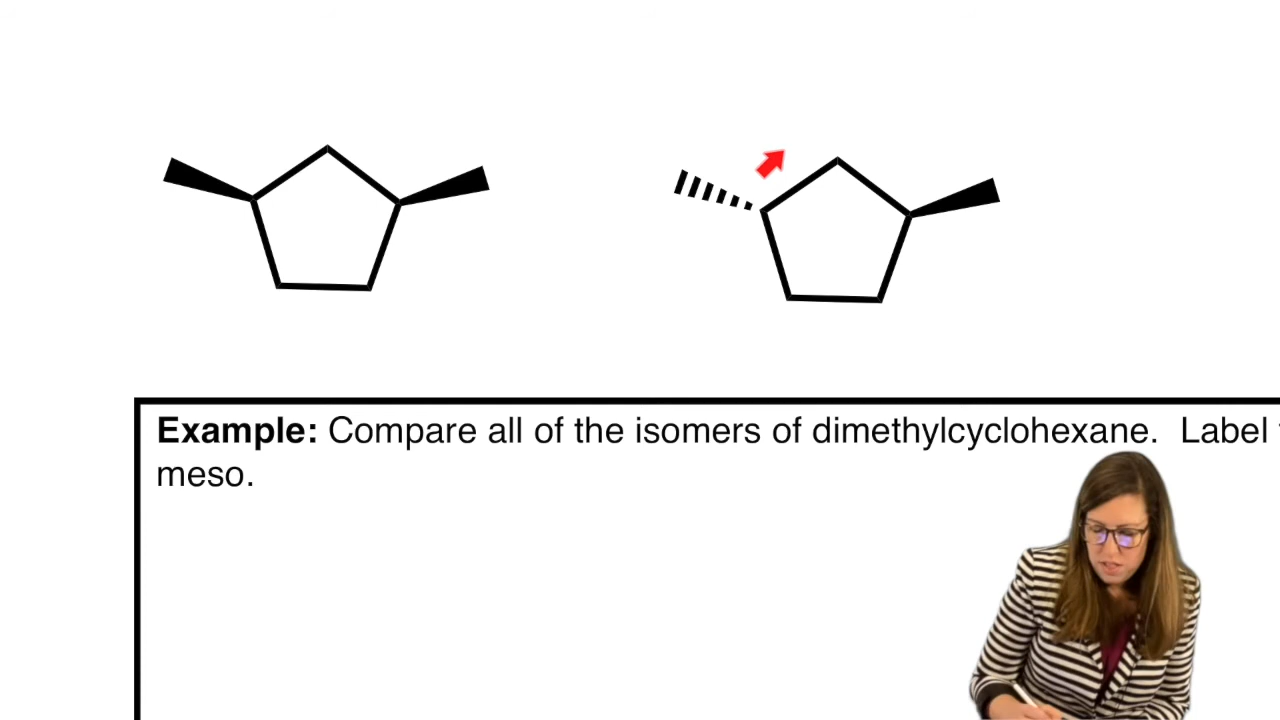 Example: Compare all of the isomers of dimethylcyclohexane. Label
meso.